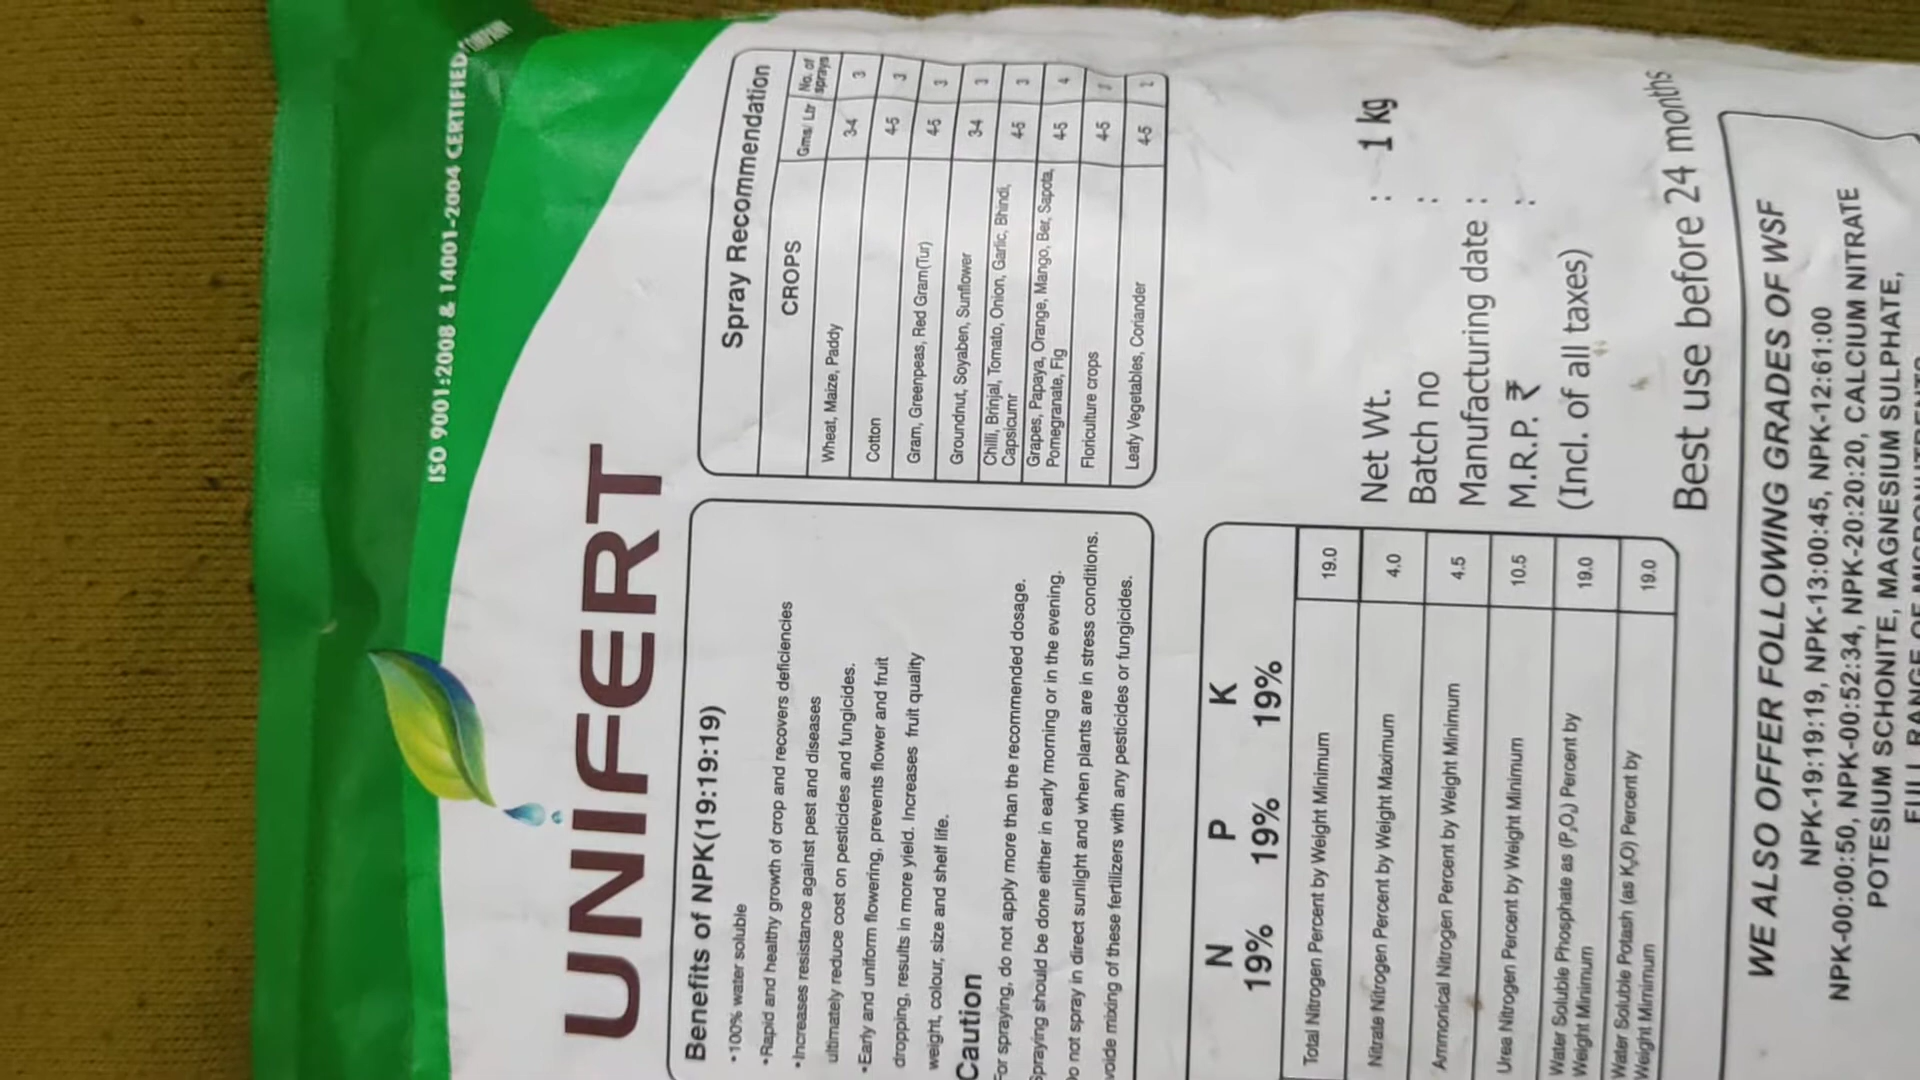 ISO 9001:2008 & 14001-2004 CERTIFIED COMPANY
UNIFERT
Benefits of NPK(19:19:19)
•100% water soluble
•Rapid and healthy growth of crop and recovers deficiencies
•Increases resistance against pest and diseases
ultimately reduce cost on pesticides and fungicides.
•Early and uniform flowering, prevents flower and fruit
dropping, results in more yield. Increases fruit quality
weight, colour, size and shelf life.
Caution
For spraying, do not apply more than the recommended dosage.
Spraying should be done either in early morning or in the evening.
Do not spray in direct sunlight and when plants are in stress conditions.
voide mixing of these fertilizers with any pesticides or fungicides.
Spray Recommendation
CROPS Gms/ Ltr No. of sprays
Wheat, Maize, Paddy 3-4 3
Cotton 4-5 3
Gram, Greenpeas, Red Gram(Tur) 4-5 3
Groundnut, Soyaben, Sunflower 3-4 3
Chilli, Brinjal, Tomato, Onion, Garlic, Bhindi, 4-5 3
Capsicumr
Grapes, Papaya, Orange, Mango, Ber, Sapota, 4-5 4
Pomegranate, Fig
Floriculture crops 4-5
Leafy Vegetables, Coriander 4-5 2
N P K
19% 19% 19%
Total Nitrogen Percent by Weight Minimum 19.0
Nitrate Nitrogen Percent by Weight Maximum 4.0
Ammonical Nitrogen Percent by Weight Minimum 4.5
Urea Nitrogen Percent by Weight Minimum 10.5
Water Soluble Phosphate as (P₂O₅) Percent by 19.0
Weight Minimum
Water Soluble Potash (as K₂O) Percent by 19.0
Weight Mimimum
Net Wt. : 1 kg
Batch no :
Manufacturing date :
M.R.P. ₹ :
(Incl. of all taxes)
Best use before 24 months
WE ALSO OFFER FOLLOWING GRADES OF WSF
NPK-19:19:19, NPK-13:00:45, NPK-12:61:00
NPK-00:00:50, NPK-00:52:34, NPK-20:20:20, CALCIUM NITRATE
POTESIUM SCHONITE, MAGNESIUM SULPHATE,
FULL RANGE OF MICRONUTRENTS